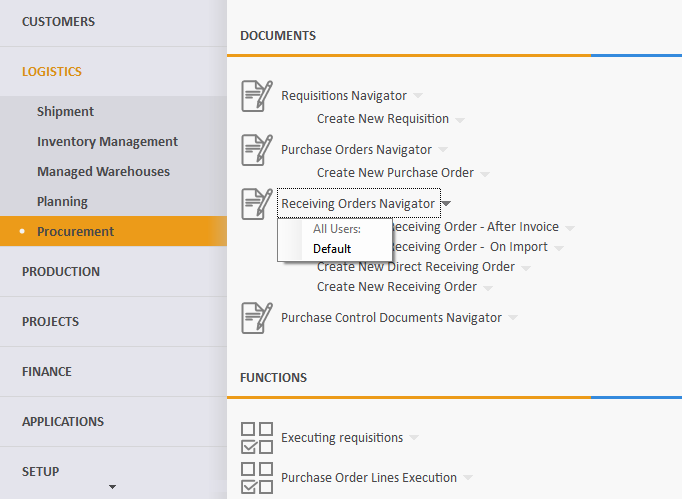 CUSTOMERS
LOGISTICS
Shipment
Inventory Management
Managed Warehouses
Planning
Procurement
PRODUCTION
PROJECTS
FINANCE
APPLICATIONS
SETUP
DOCUMENTS
Requisitions Navigator
Create New Requisition
Purchase Orders Navigator
Create New Purchase Order
Receiving Orders Navigator
All Users:
Default
eceiving Order - After Invoice
eceiving Order - On Import
Create New Direct Receiving Order
Create New Receiving Order
Purchase Control Documents Navigator
FUNCTIONS
Executing requisitions
Purchase Order Lines Execution